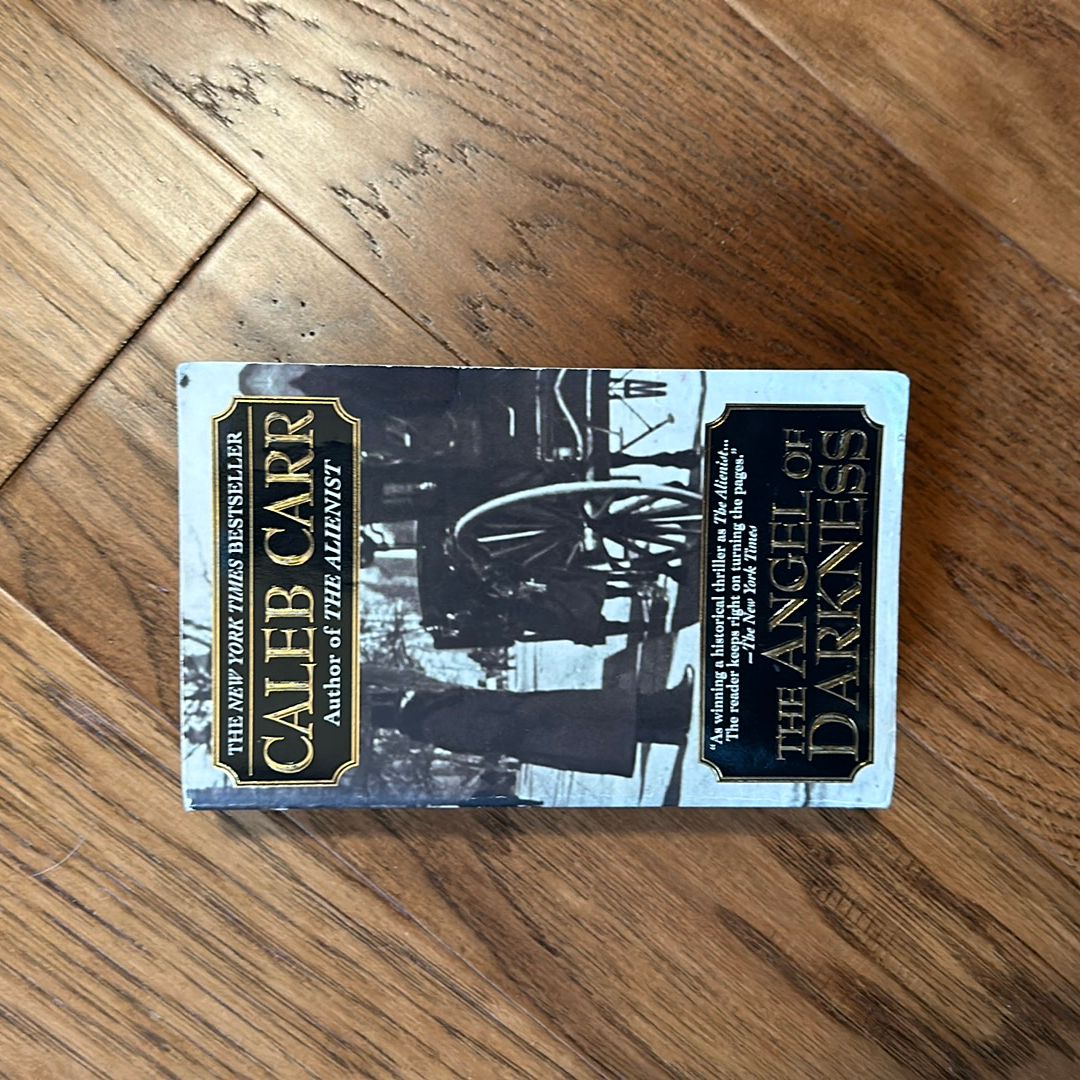 THE NEW YORK TIMES BESTSELLER
CALEB CARR
Author of THE ALIENIST
"As winning a historical thriller as The Alienist...
The reader keeps right on turning the pages."
—The New York Times
THE ANGEL OF
DARKNESS